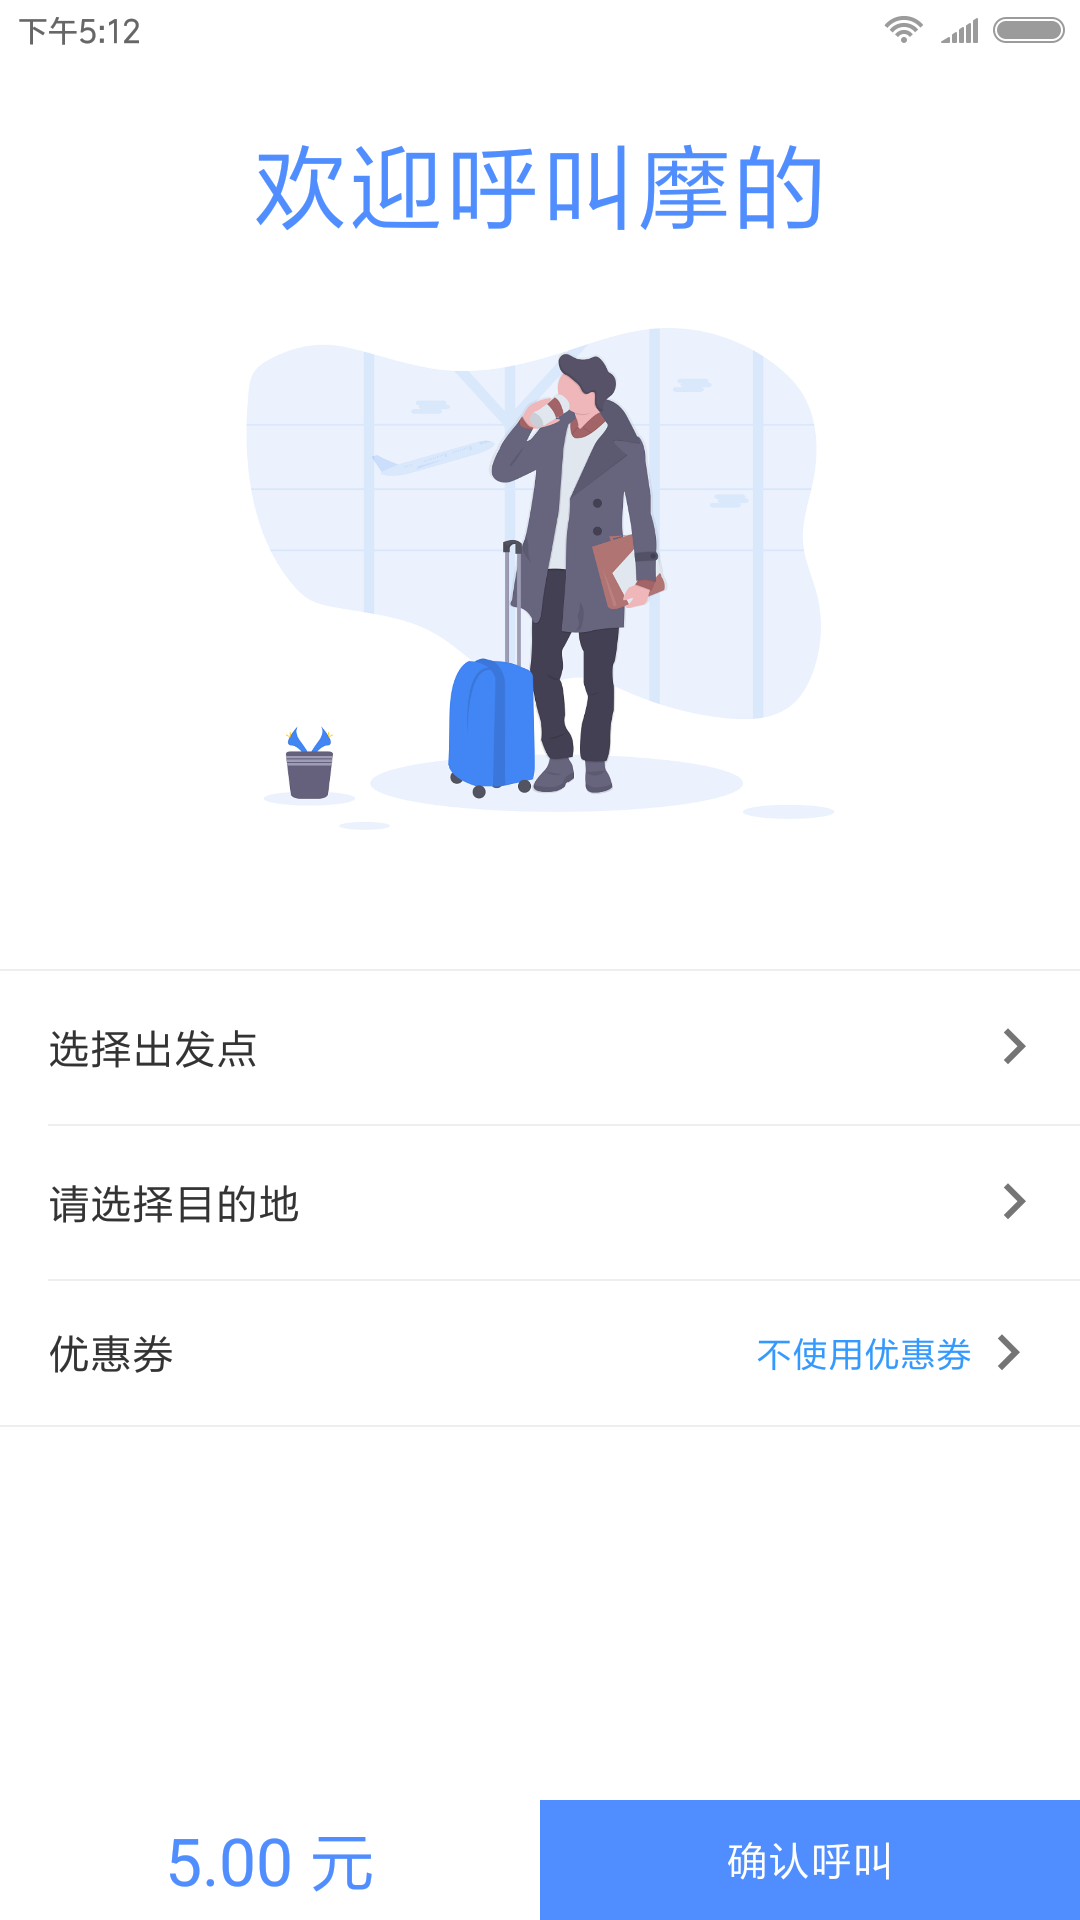 下午5:12
欢迎呼叫摩的
选择出发点
请选择目的地
优惠券
不使用优惠券
5.00 元
确认呼叫